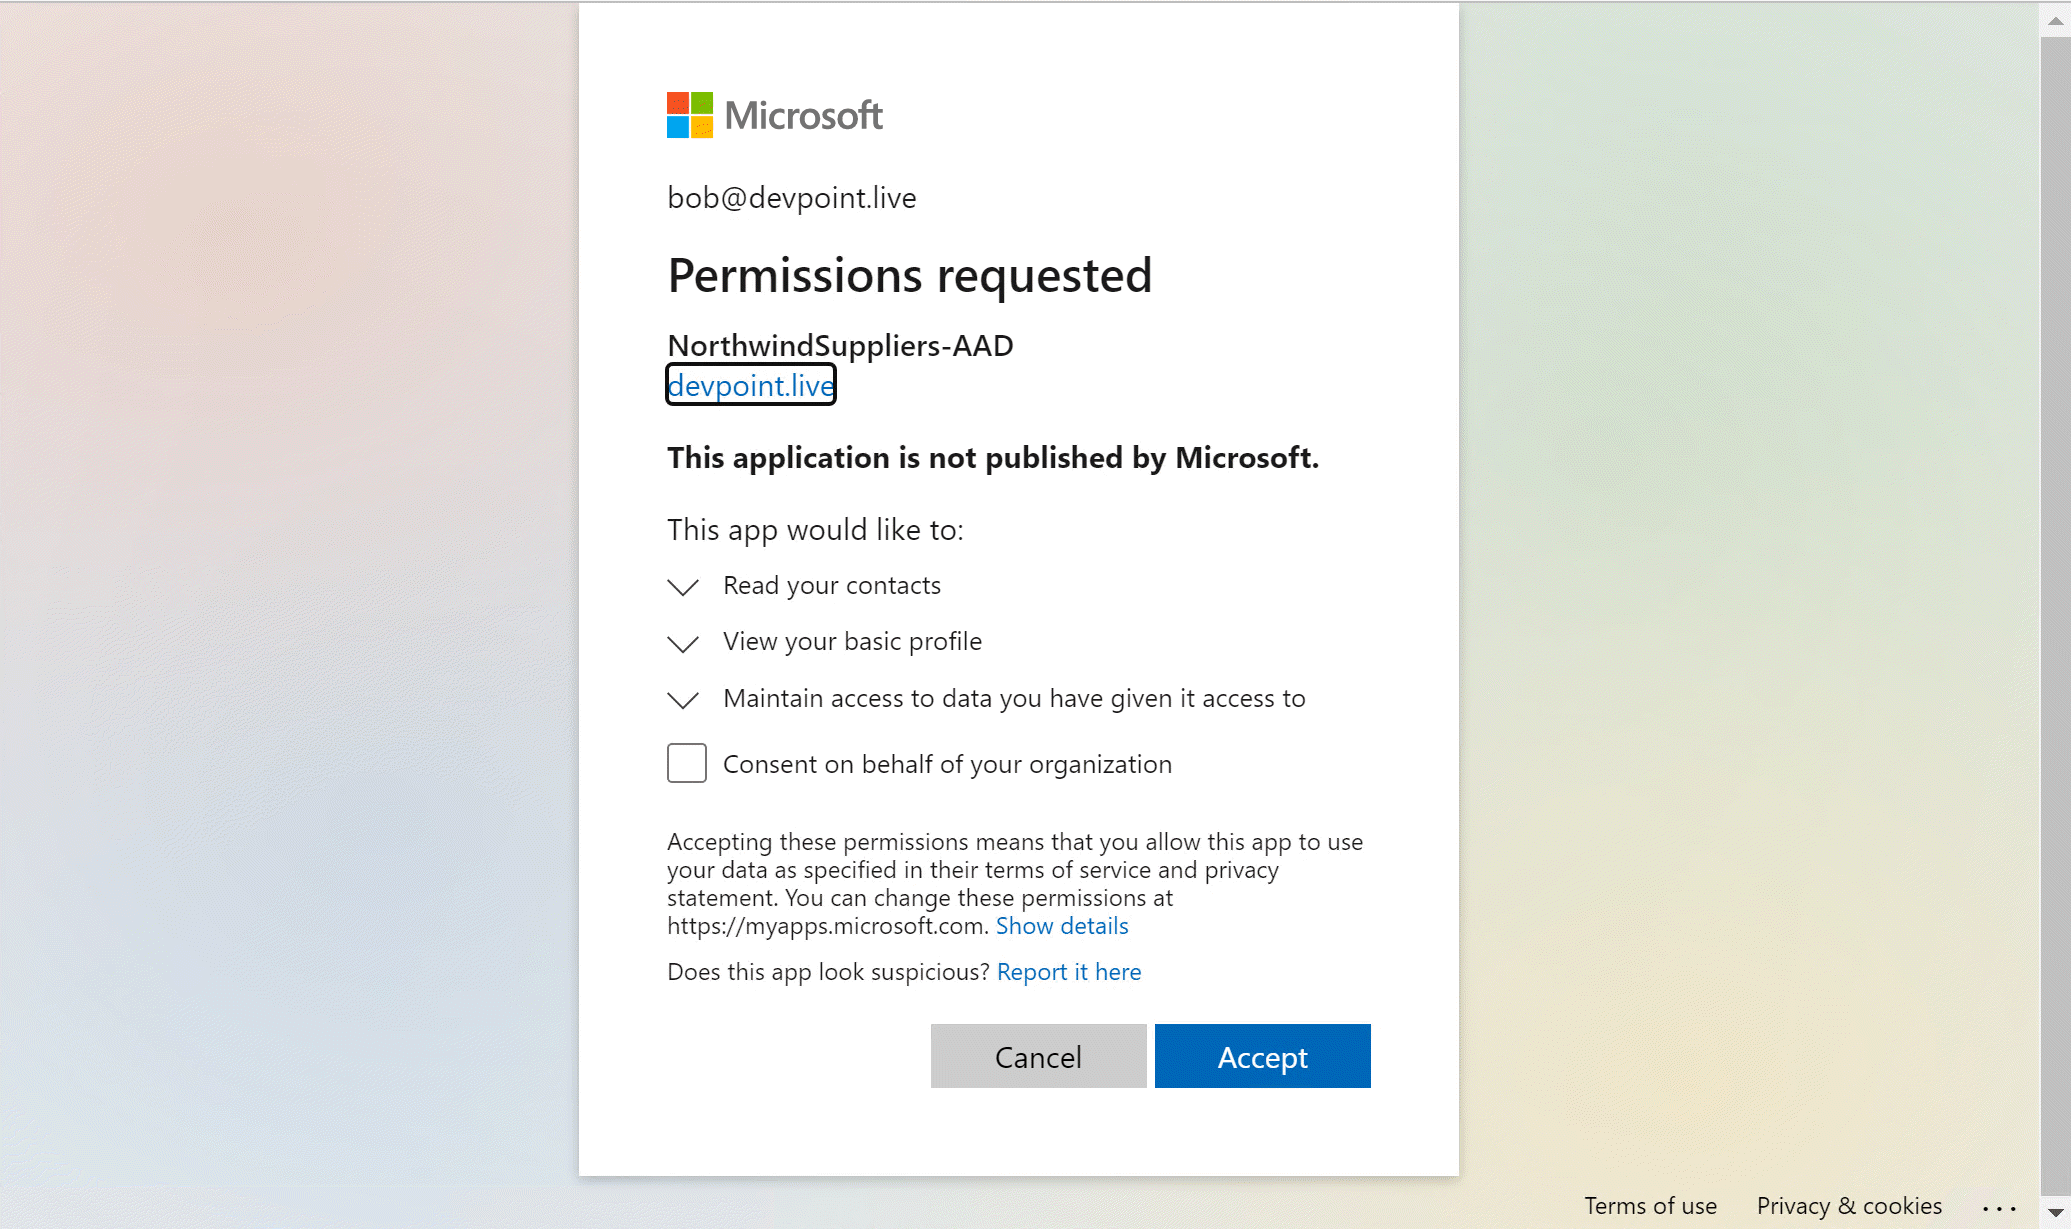 Microsoft
bob@devpoint.live
Permissions requested
NorthwindSuppliers-AAD
devpoint.live
This application is not published by Microsoft.
This app would like to:
Read your contacts
View your basic profile
Maintain access to data you have given it access to
Consent on behalf of your organization
Accepting these permissions means that you allow this app to use
your data as specified in their terms of service and privacy
statement. You can change these permissions at
https://myapps.microsoft.com. Show details
Does this app look suspicious? Report it here
Cancel Accept
Terms of use Privacy & cookies ...